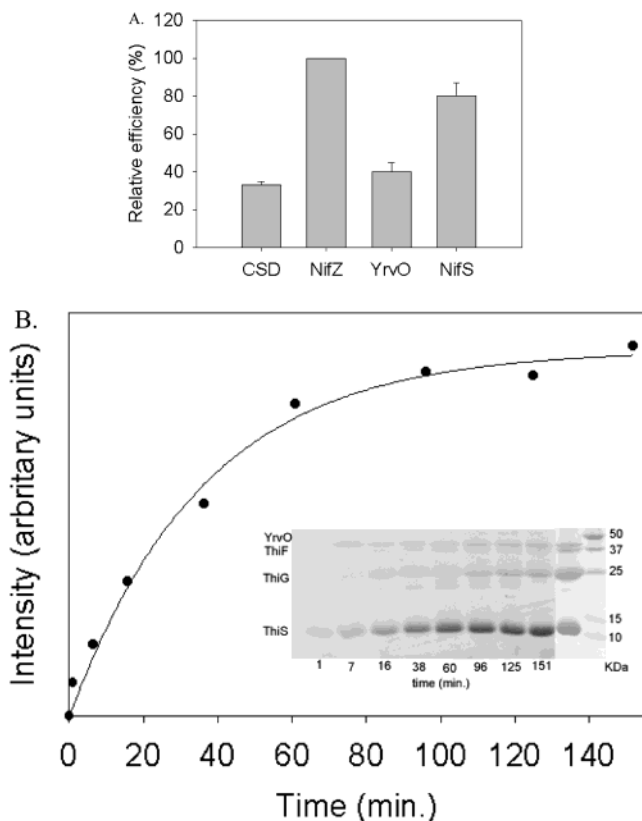 A.
Relative efficiency (%)
120
100
80
60
40
20
0
CSD NifZ YrvO NifS
B.
Intensity (arbritary units)
YrvO
ThiF
ThiG
ThiS
50
37
25
15
10
1 7 16 38 60 96 125 151 KDa
time (min.)
0 20 40 60 80 100 120 140
Time (min.)